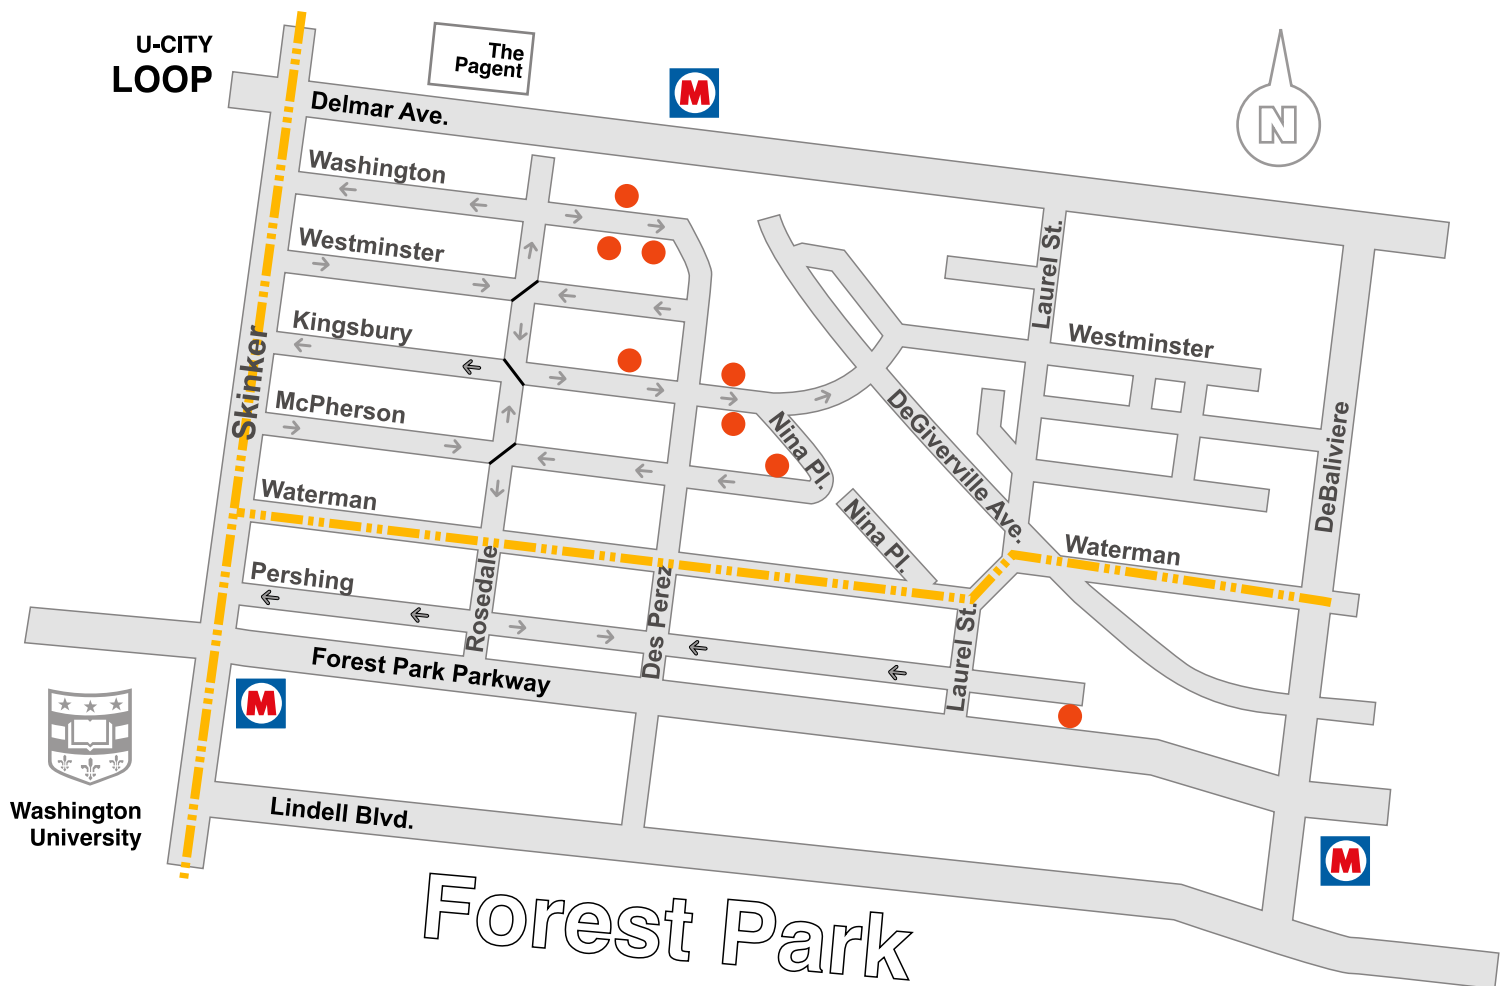 U-CITY
LOOP
The
Pagent
M
Delmar Ave.
N
Washington
Westminster
Laurel St.
Kingsbury
Westminster
Skinker
McPherson
DeGiverville Ave.
Nina Pl.
DeBaliviere
Waterman
Nina Pl.
Waterman
Pershing
Rosedale
Des Perez
Laurel St.
Forest Park Parkway
M
Washington
University
Lindell Blvd.
M
Forest Park